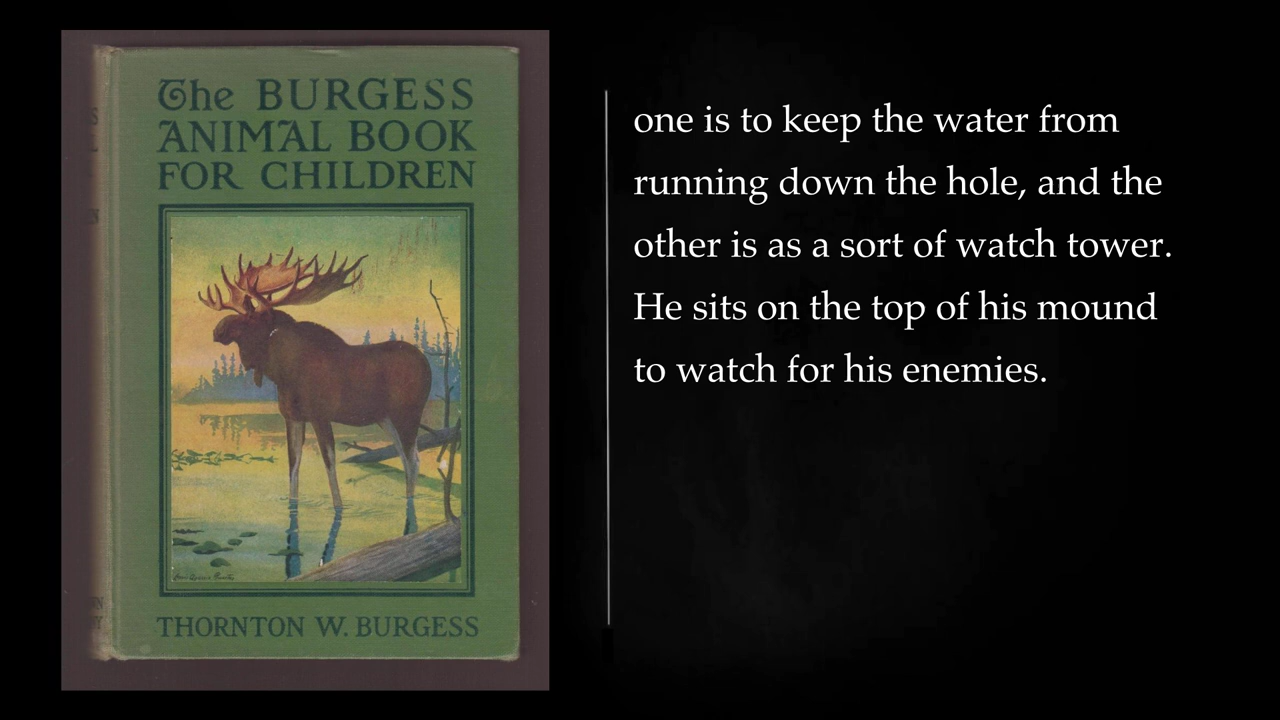 The BURGESS
ANIMAL BOOK
FOR CHILDREN
THORNTON W. BURGESS
one is to keep the water from
running down the hole, and the
other is as a sort of watch tower.
He sits on the top of his mound
to watch for his enemies.